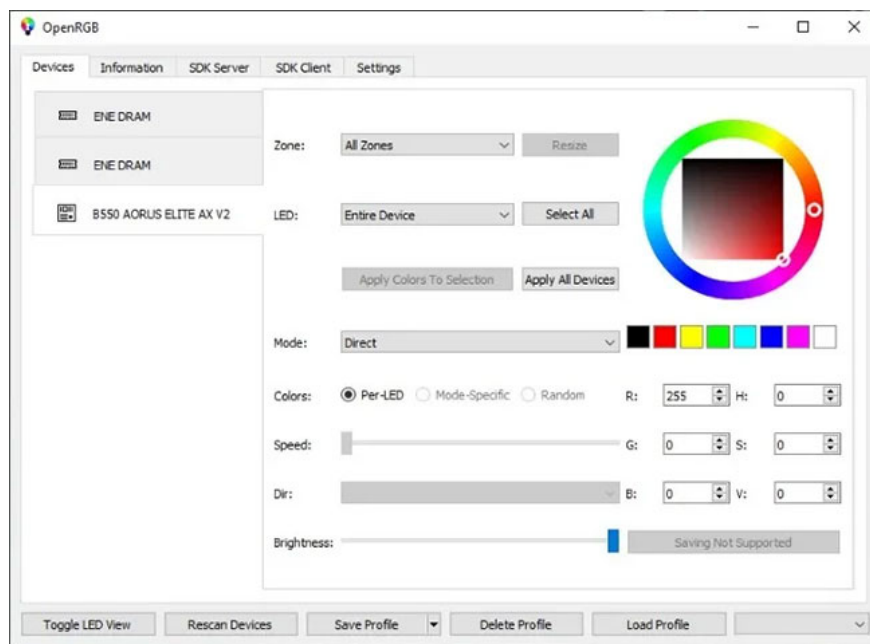 OpenRGB
Devices Information SDK Server SDK Client Settings
ENE DRAM
ENE DRAM
B550 AORUS ELITE AX V2
Zone: All Zones Resize
LED: Entire Device Select All
Apply Colors To Selection Apply All Devices
Mode: Direct
Colors: Per-LED Mode-Specific Random R: 255 H: 0
Speed: G: 0 S: 0
Dir: B: 0 V: 0
Brightness: Saving Not Supported
Toggle LED View Rescan Devices Save Profile Delete Profile Load Profile